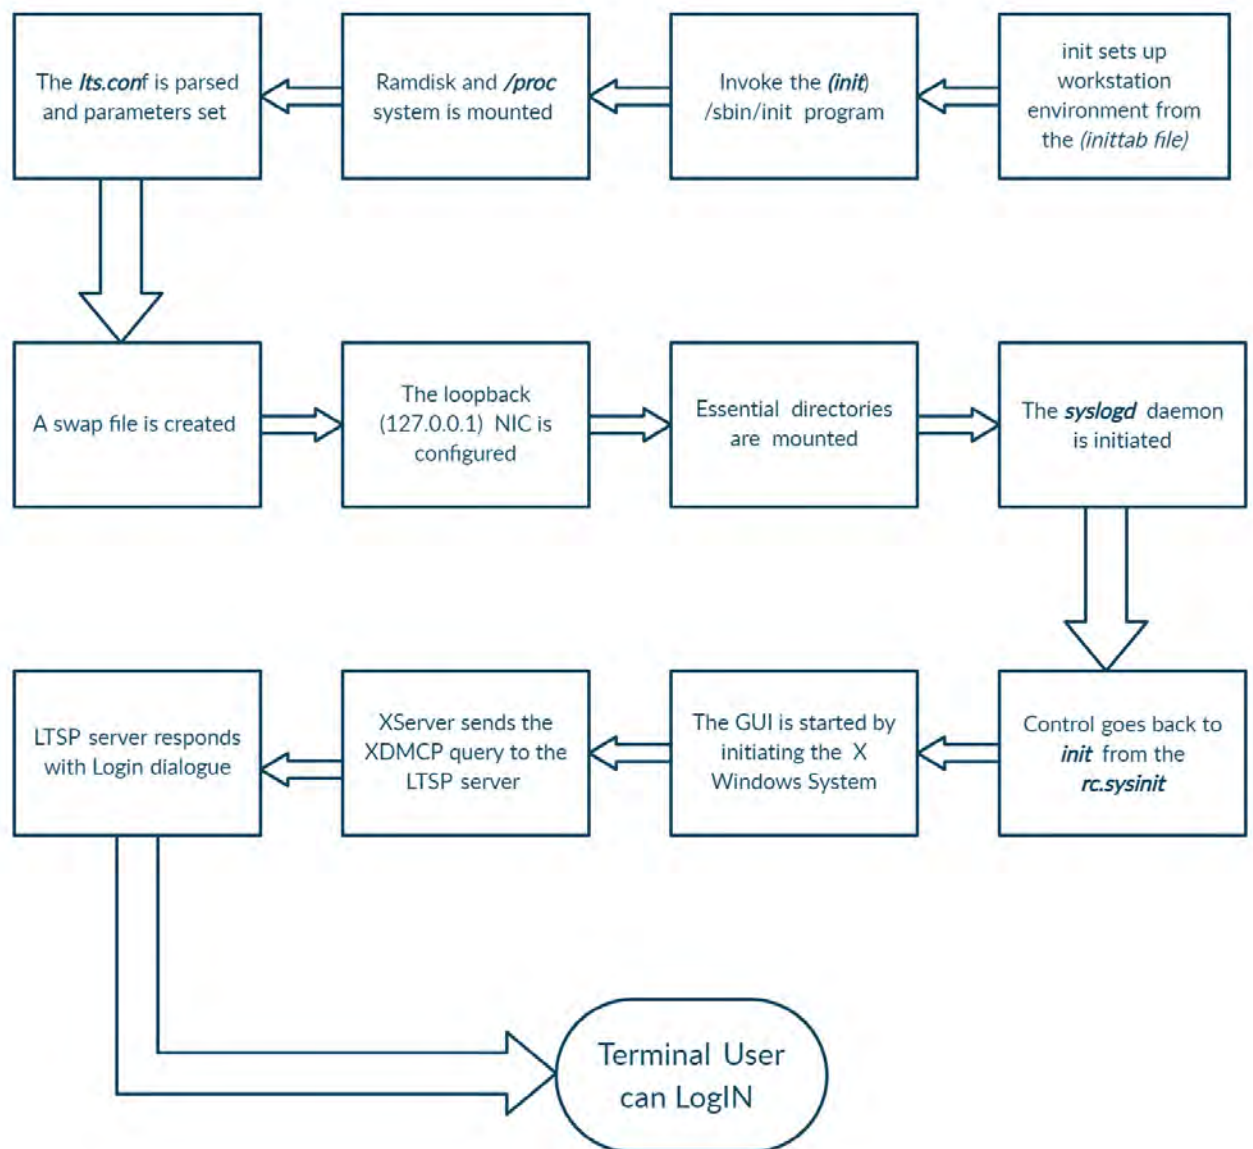 The lts.conf is parsed
and parameters set
Ramdisk and /proc
system is mounted
Invoke the (init)
/sbin/init program
init sets up
workstation
environment from
the (inittab file)
A swap file is created
The loopback
(127.0.0.1) NIC is
configured
Essential directories
are mounted
The syslogd daemon
is initiated
LTSP server responds
with Login dialogue
XServer sends the
XDMCP query to the
LTSP server
The GUI is started by
initiating the X
Windows System
Control goes back to
init from the
rc.sysinit
Terminal User
can LogIN